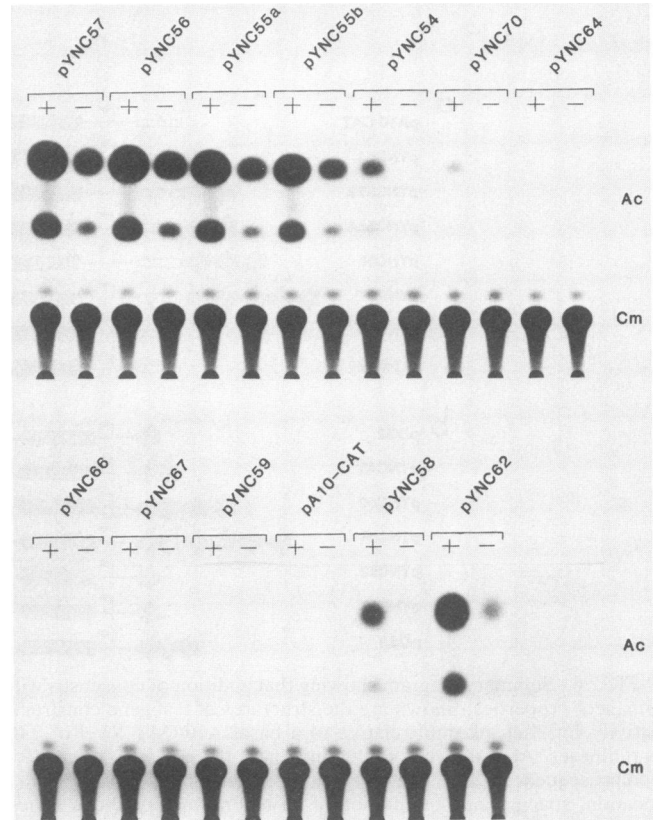 pYNC57 pYNC56 pYNC55a pYNC55b pYNC54 pYNC70 pYNC64
+ − + − + − + − + − + − + −
Ac
Cm
pYNC66 pYNC67 pYNC59 pA10-CAT pYNC58 pYNC62
+ − + − + − + − + − + −
Ac
Cm